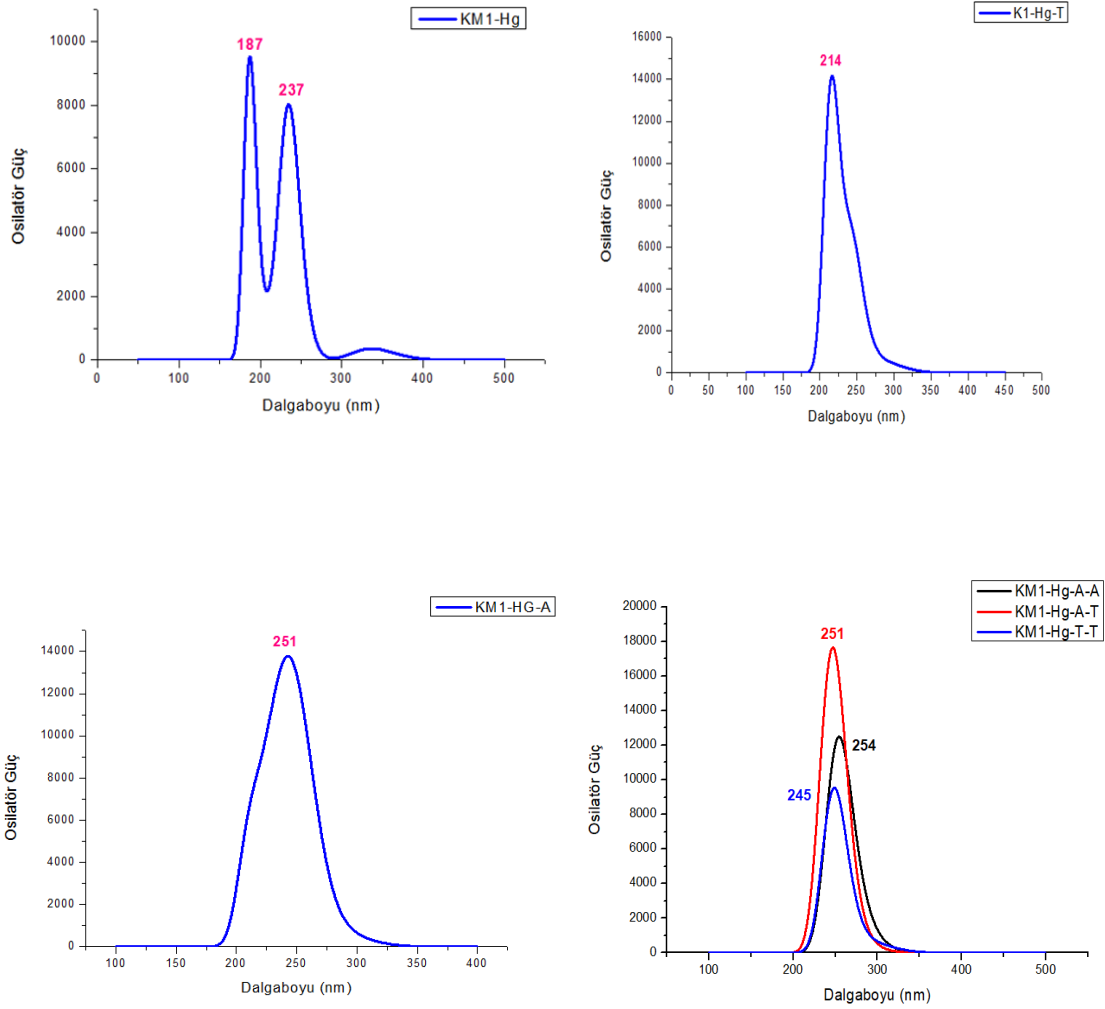 KM1-Hg
187
237
10000
8000
6000
4000
2000
0
0 100 200 300 400 500
Osilatör Güç
Dalgaboyu (nm)
K1-Hg-T
214
16000
14000
12000
10000
8000
6000
4000
2000
0
0 50 100 150 200 250 300 350 400 450 500
Osilatör Güç
Dalgaboyu (nm)
KM1-HG-A
251
14000
12000
10000
8000
6000
4000
2000
0
100 150 200 250 300 350 400
Osilatör Güç
Dalgaboyu (nm)
KM1-Hg-A-A
KM1-Hg-A-T
KM1-Hg-T-T
251
254
245
20000
18000
16000
14000
12000
10000
8000
6000
4000
2000
0
100 200 300 400 500
Osilatör Güç
Dalgaboyu (nm)